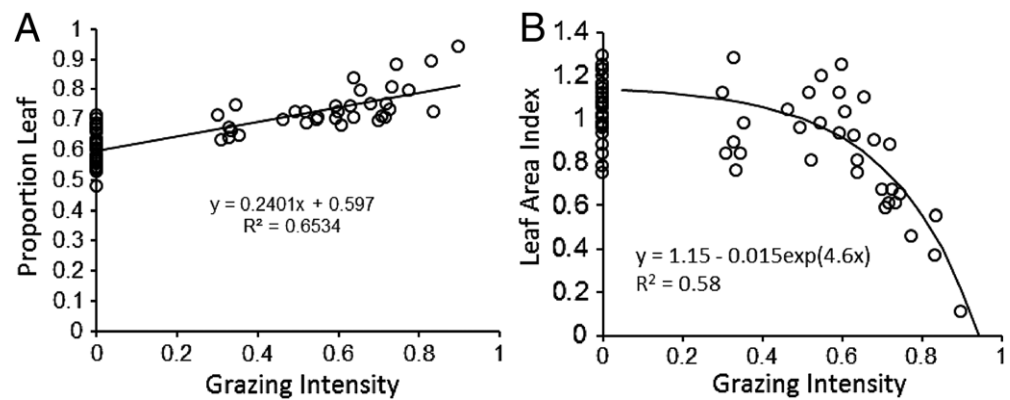 A
Proportion Leaf
1
0.9
0.8
0.7
0.6
0.5
0.4
0.3
0.2
0.1
0
y = 0.2401x + 0.597
R² = 0.6534
0 0.2 0.4 0.6 0.8 1
Grazing Intensity
B
Leaf Area Index
1.4
1.2
1
0.8
0.6
0.4
0.2
0
y = 1.15 - 0.015exp(4.6x)
R² = 0.58
0 0.2 0.4 0.6 0.8 1
Grazing Intensity